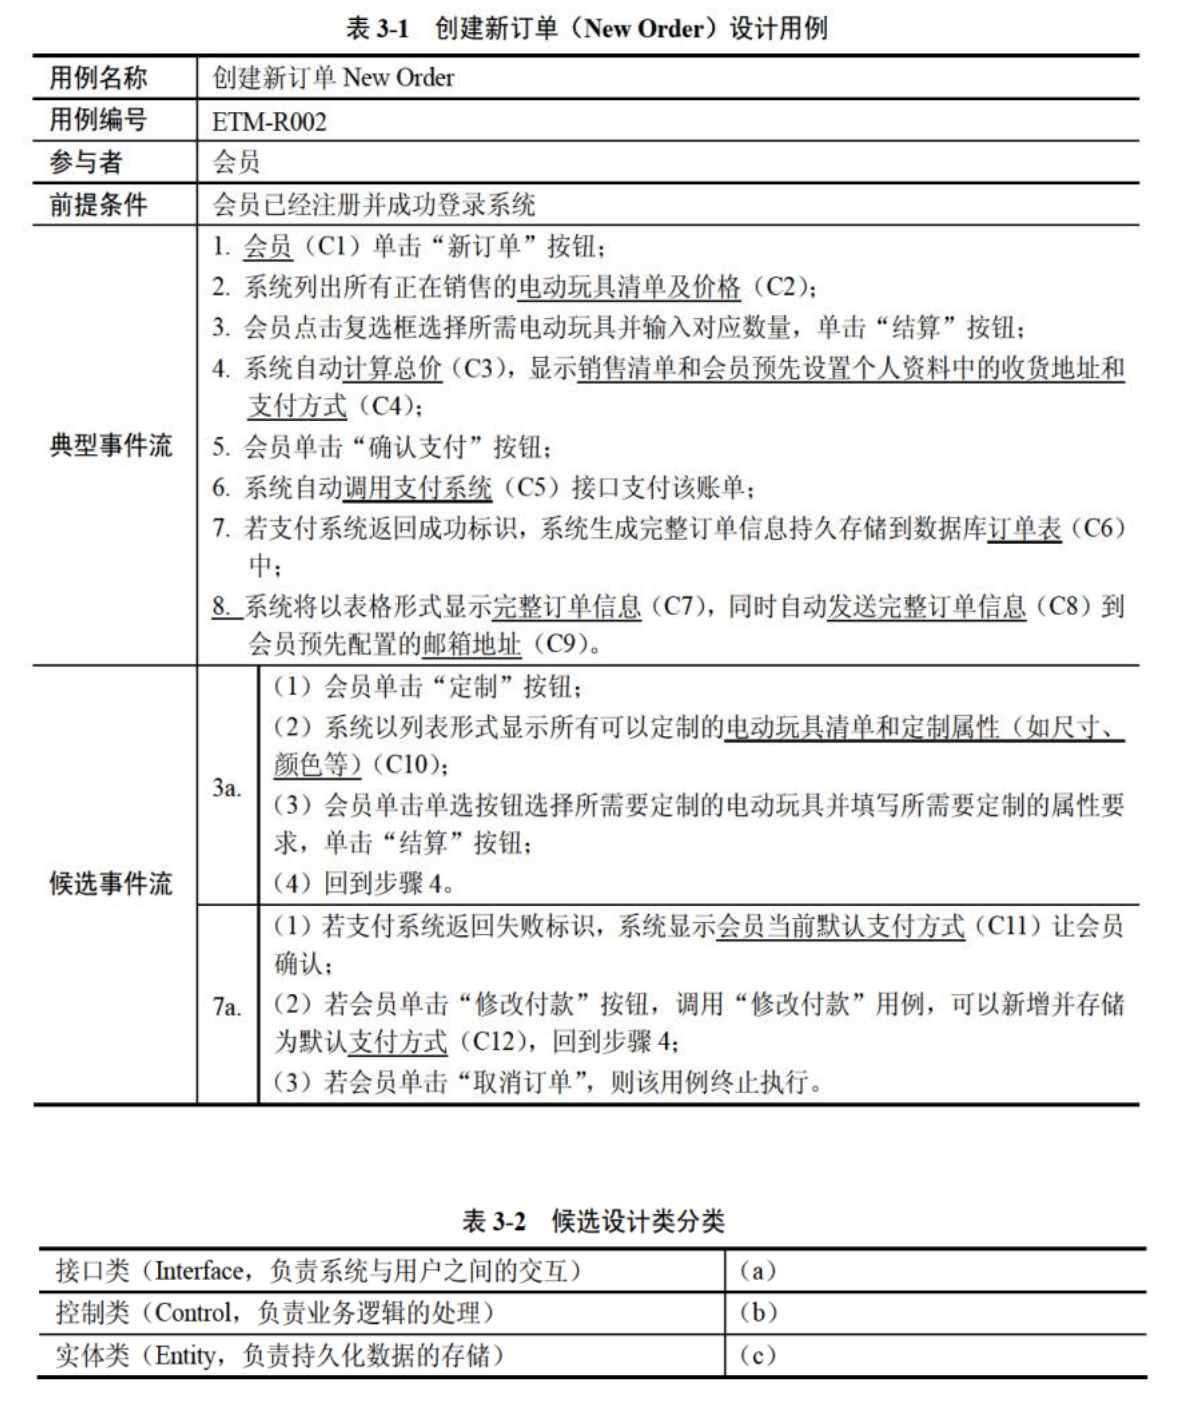 表 3-1 创建新订单（New Order）设计用例
用例名称 创建新订单 New Order
用例编号 ETM-R002
参与者 会员
前提条件 会员已经注册并成功登录系统
典型事件流
1. 会员（C1）单击“新订单”按钮；
2. 系统列出所有正在销售的电动玩具清单及价格（C2）；
3. 会员点击复选框选择所需电动玩具并输入对应数量，单击“结算”按钮；
4. 系统自动计算总价（C3），显示销售清单和会员预先设置个人资料中的收货地址和
支付方式（C4）；
5. 会员单击“确认支付”按钮；
6. 系统自动调用支付系统（C5）接口支付该账单；
7. 若支付系统返回成功标识，系统生成完整订单信息持久存储到数据库订单表（C6）
中；
8. 系统将以表格形式显示完整订单信息（C7），同时自动发送完整订单信息（C8）到
会员预先配置的邮箱地址（C9）。
候选事件流
3a.
（1）会员单击“定制”按钮；
（2）系统以列表形式显示所有可以定制的电动玩具清单和定制属性（如尺寸、
颜色等）（C10）；
（3）会员单击单选按钮选择所需要定制的电动玩具并填写所需要定制的属性要
求，单击“结算”按钮；
（4）回到步骤 4。
7a.
（1）若支付系统返回失败标识，系统显示会员当前默认支付方式（C11）让会员
确认；
（2）若会员单击“修改付款”按钮，调用“修改付款”用例，可以新增并存储
为默认支付方式（C12），回到步骤 4；
（3）若会员单击“取消订单”，则该用例终止执行。
表 3-2 候选设计类分类
接口类（Interface，负责系统与用户之间的交互） （a）
控制类（Control，负责业务逻辑的处理） （b）
实体类（Entity，负责持久化数据的存储） （c）